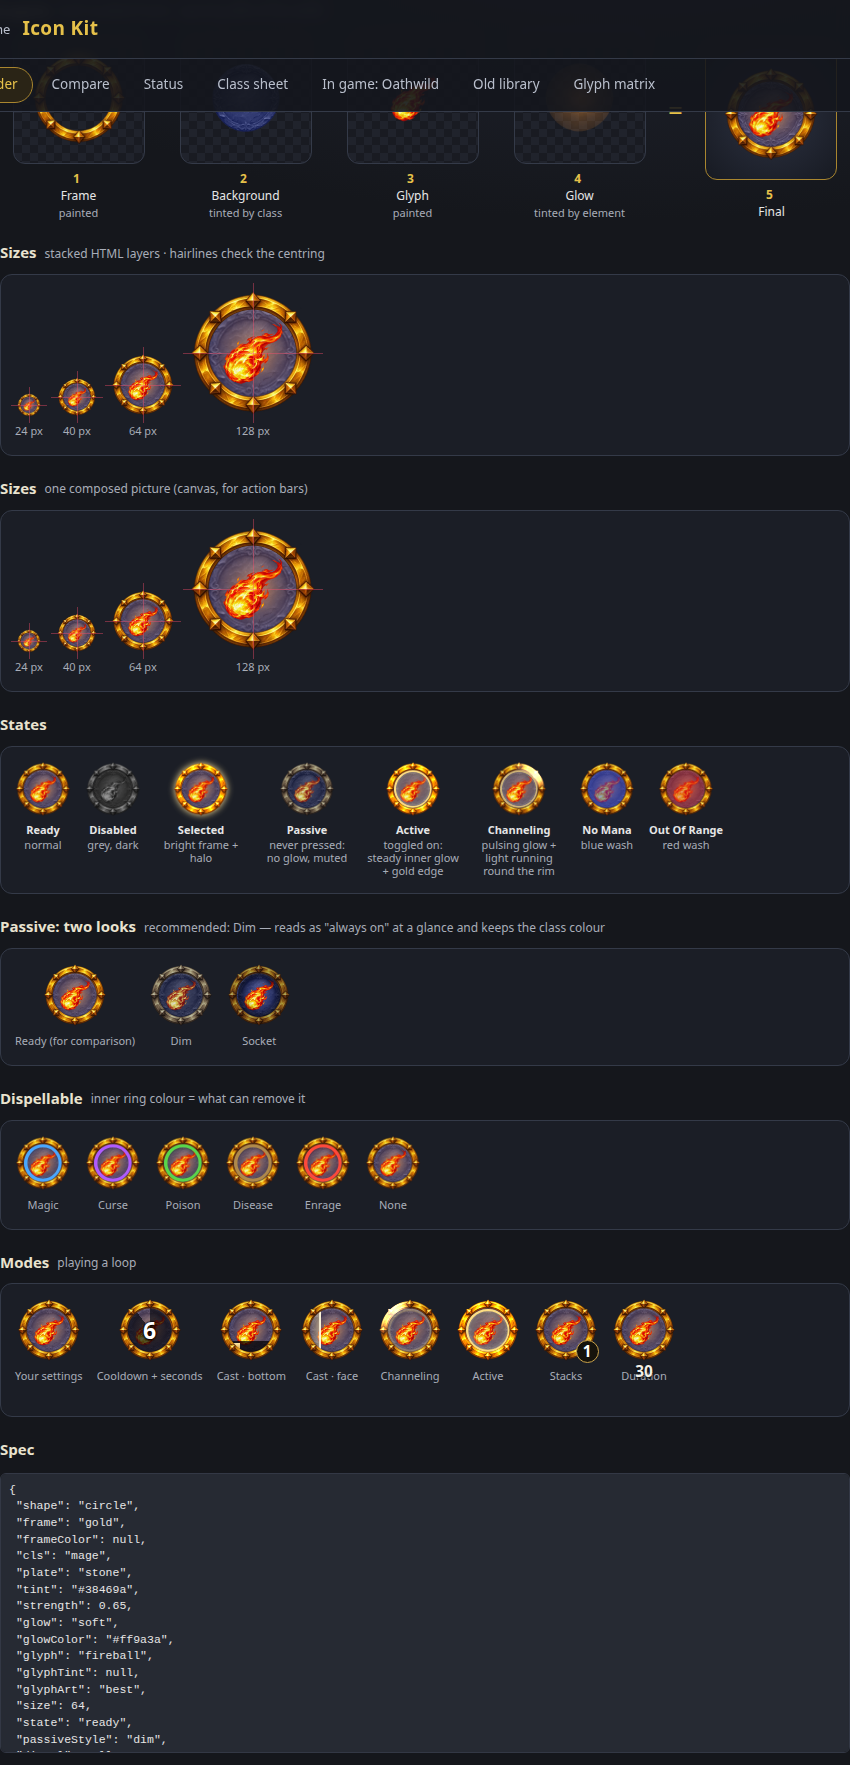 me Icon Kit
der Compare Status Class sheet In game: Oathwild Old library Glyph matrix
=
1 2 3 4 5
Frame Background Glyph Glow Final
painted tinted by class painted tinted by element
Sizes stacked HTML layers · hairlines check the centring
24 px 40 px 64 px 128 px
Sizes one composed picture (canvas, for action bars)
24 px 40 px 64 px 128 px
States
Ready Disabled Selected Passive Active Channeling No Mana Out Of Range
normal grey, dark bright frame + never pressed: toggled on: pulsing glow + blue wash red wash
halo no glow, muted steady inner glow light running
+ gold edge round the rim
Passive: two looks recommended: Dim — reads as "always on" at a glance and keeps the class colour
Ready (for comparison) Dim Socket
Dispellable inner ring colour = what can remove it
Magic Curse Poison Disease Enrage None
Modes playing a loop
6
1
30
Your settings Cooldown + seconds Cast · bottom Cast · face Channeling Active Stacks Duration
Spec
{
"shape": "circle",
"frame": "gold",
"frameColor": null,
"cls": "mage",
"plate": "stone",
"tint": "#38469a",
"strength": 0.65,
"glow": "soft",
"glowColor": "#ff9a3a",
"glyph": "fireball",
"glyphTint": null,
"glyphArt": "best",
"size": 64,
"state": "ready",
"passiveStyle": "dim",